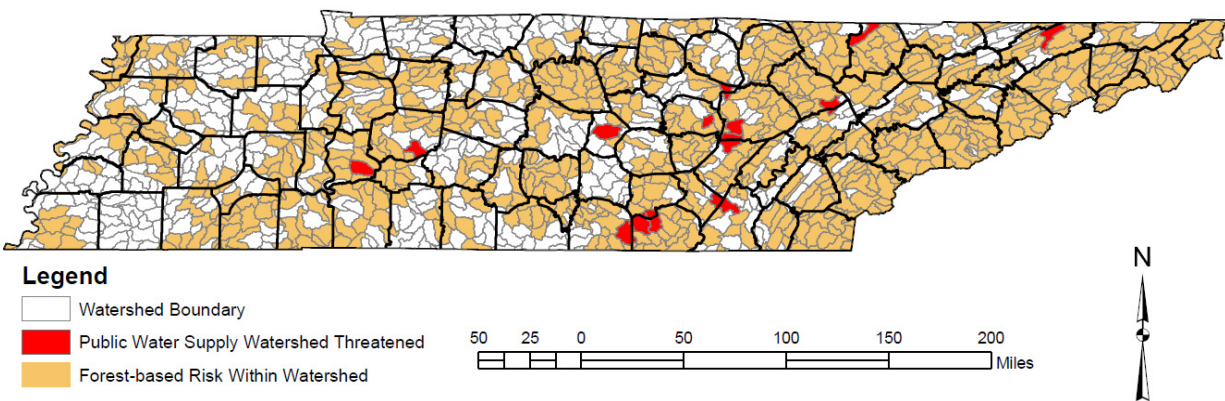 Legend
Watershed Boundary
Public Water Supply Watershed Threatened
Forest-based Risk Within Watershed
50 25 0 50 100 150 200
Miles
N